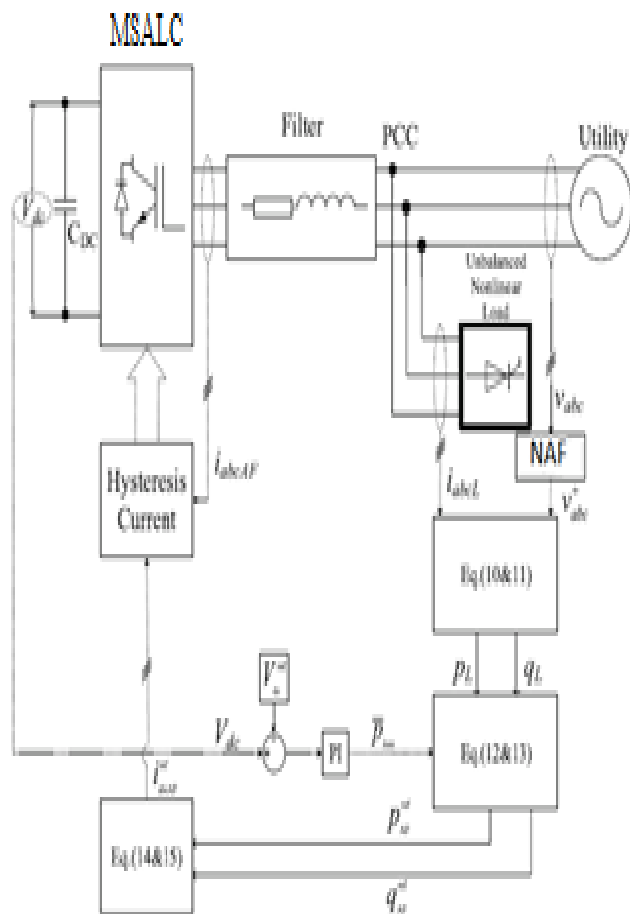 MSALC
Filter
PCC
Utility
V_dc
C_DC
Unbalanced
Nonlinear
Load
v_abc
NAF
i_abcAF
i_abcL
v*_abc
Hysteresis
Current
Eq.(10&11)
p_L
q_L
V_dc
PI
Eq.(12&13)
Eq.(14&15)